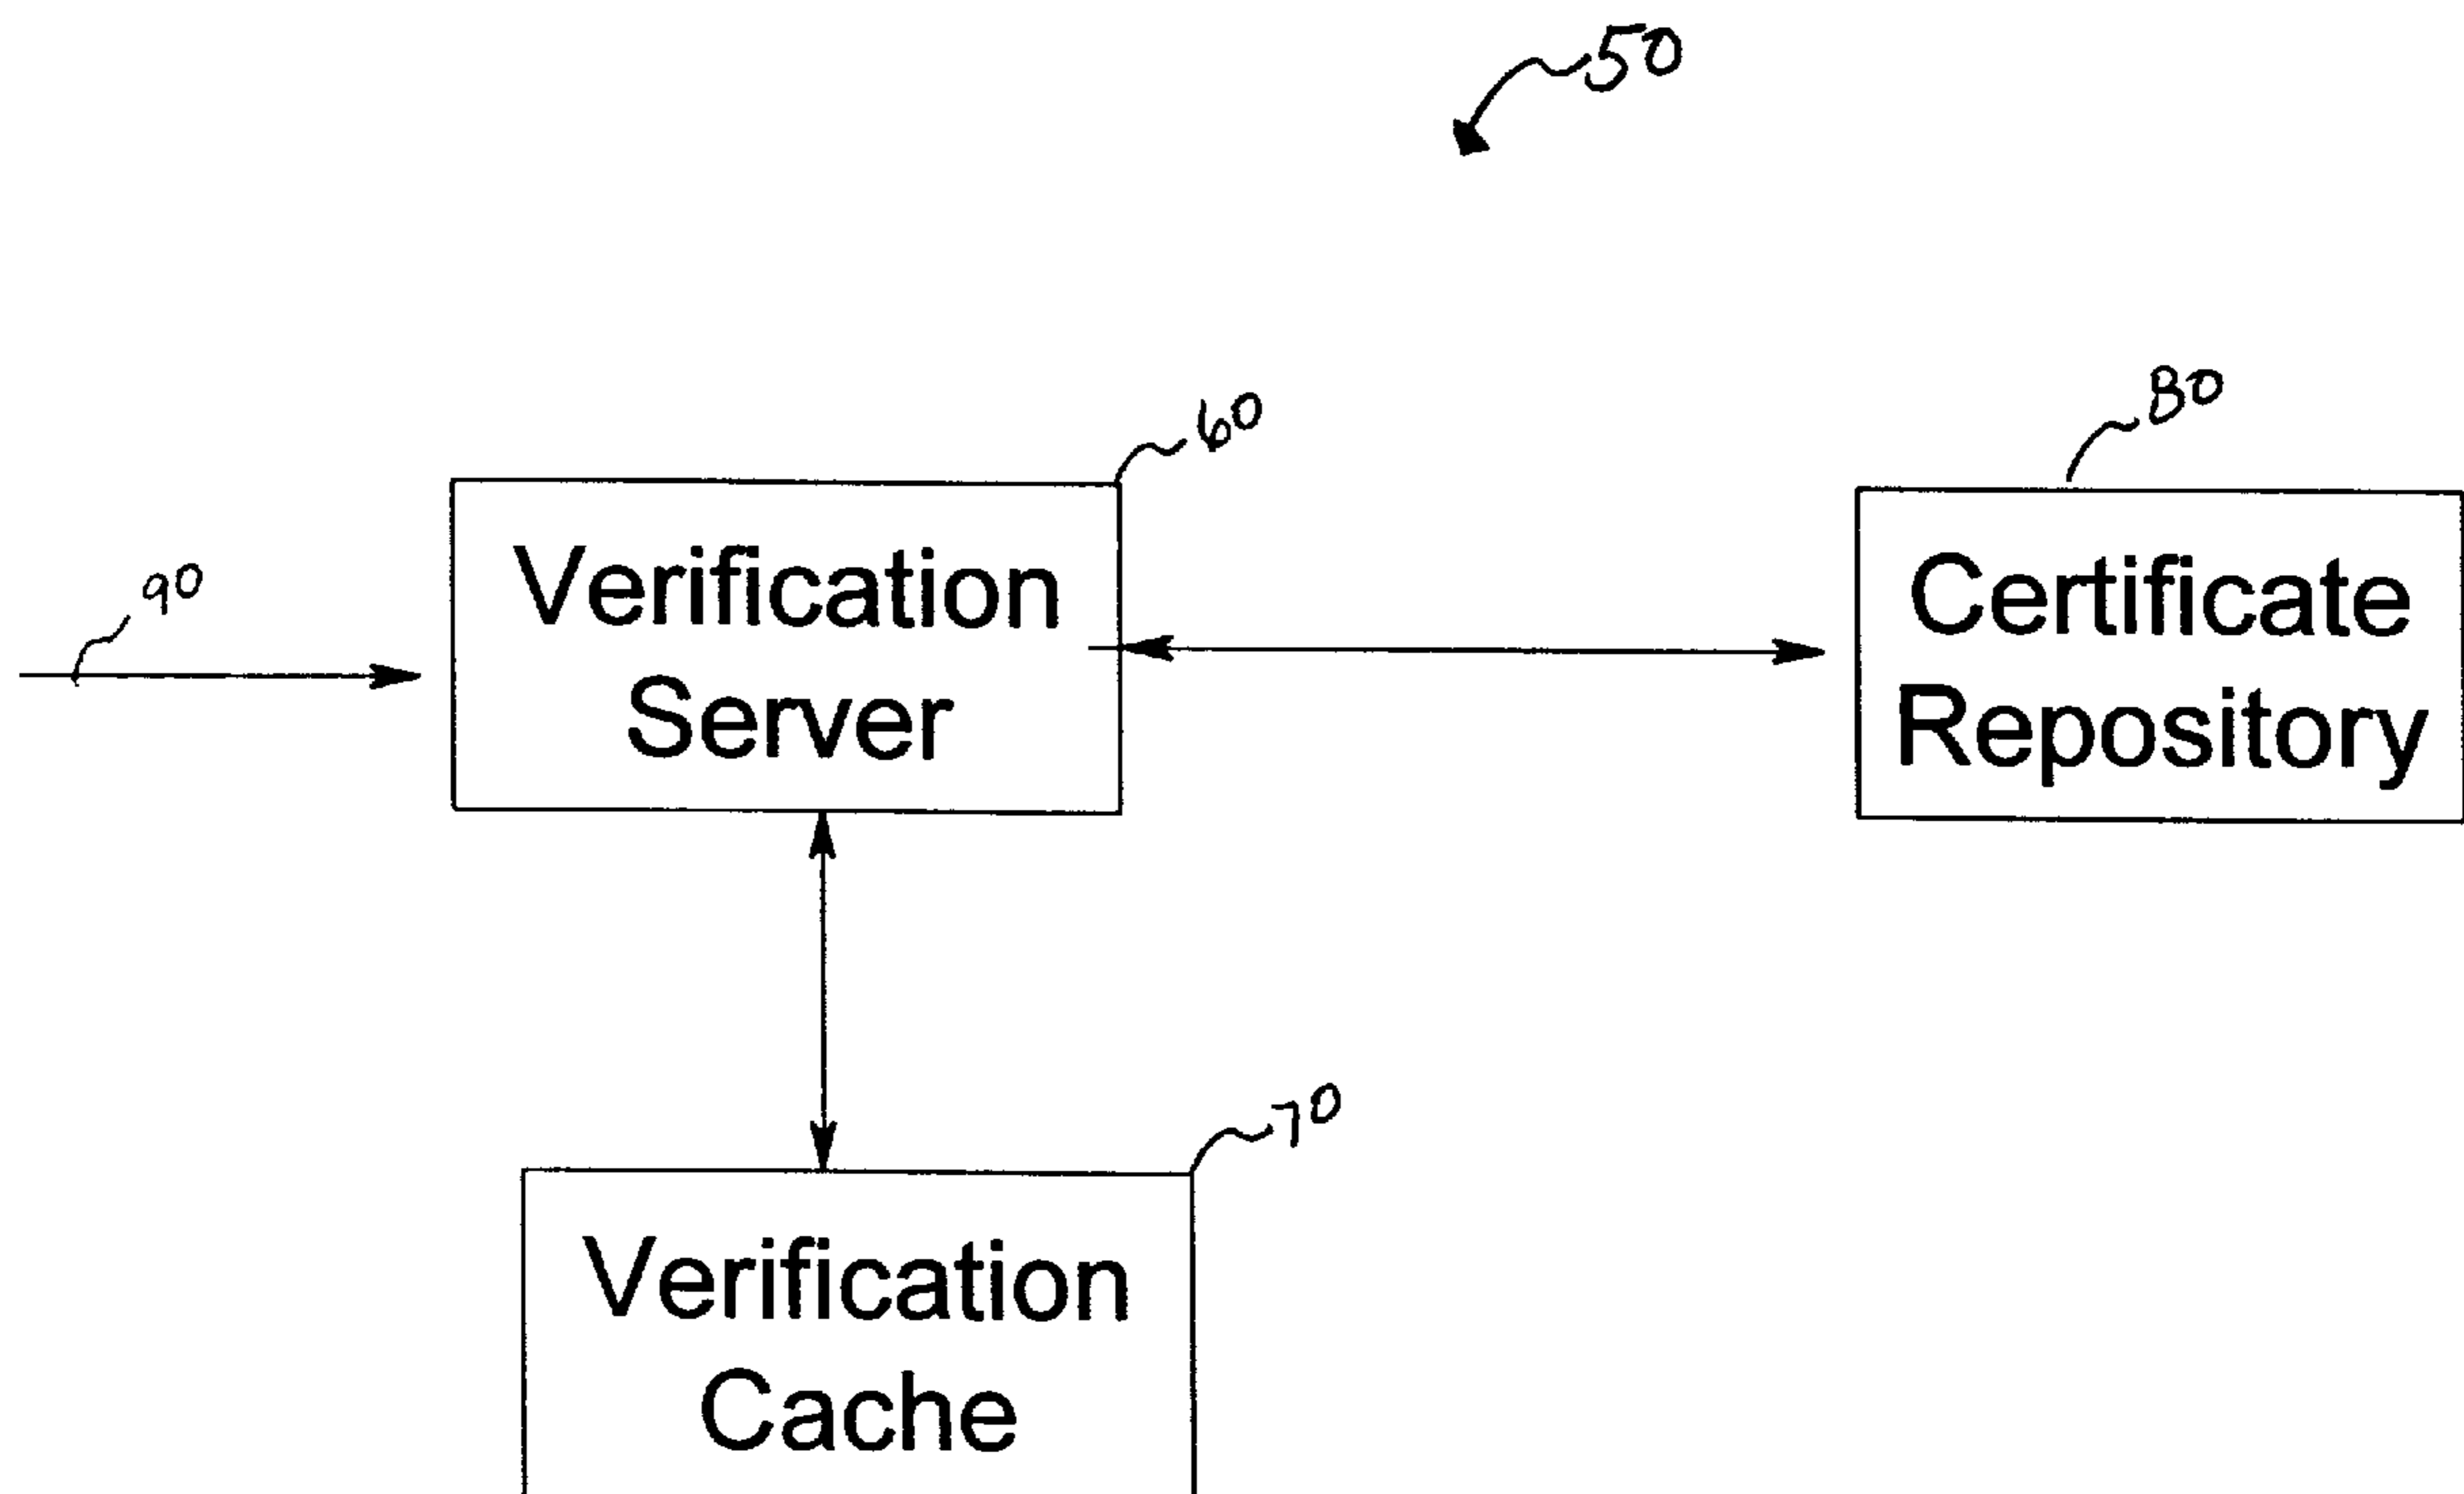 50
60
80
90
Verification
Server
Certificate
Repository
70
Verification
Cache